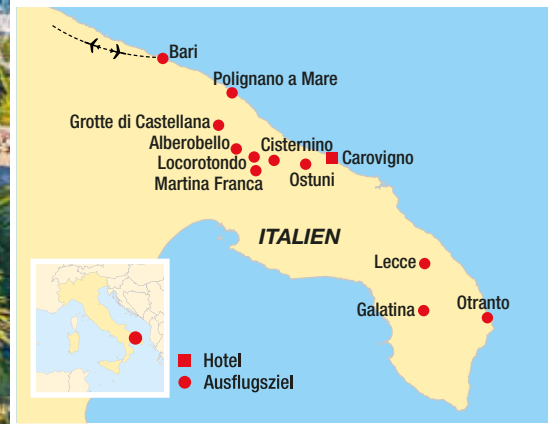 Bari
Polignano a Mare
Grotte di Castellana
Alberobello
Cisternino
Locorotondo
Carovigno
Martina Franca
Ostuni
ITALIEN
Lecce
Galatina
Otranto
Hotel
Ausflugsziel